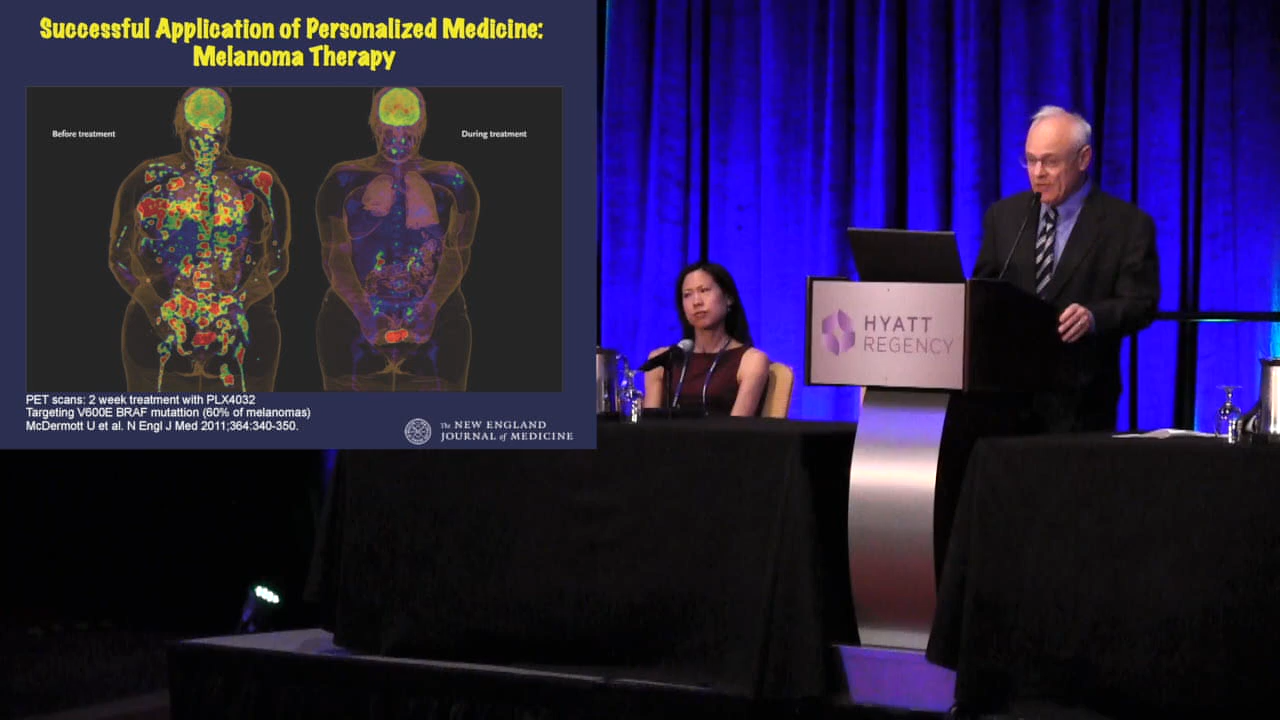 Successful Application of Personalized Medicine:
Melanoma Therapy
Before treatment
During treatment
PET scans: 2 week treatment with PLX4032
Targeting V600E BRAF mutattion (60% of melanomas)
McDermott U et al. N Engl J Med 2011;364:340-350.
The NEW ENGLAND
JOURNAL of MEDICINE
HYATT
REGENCY